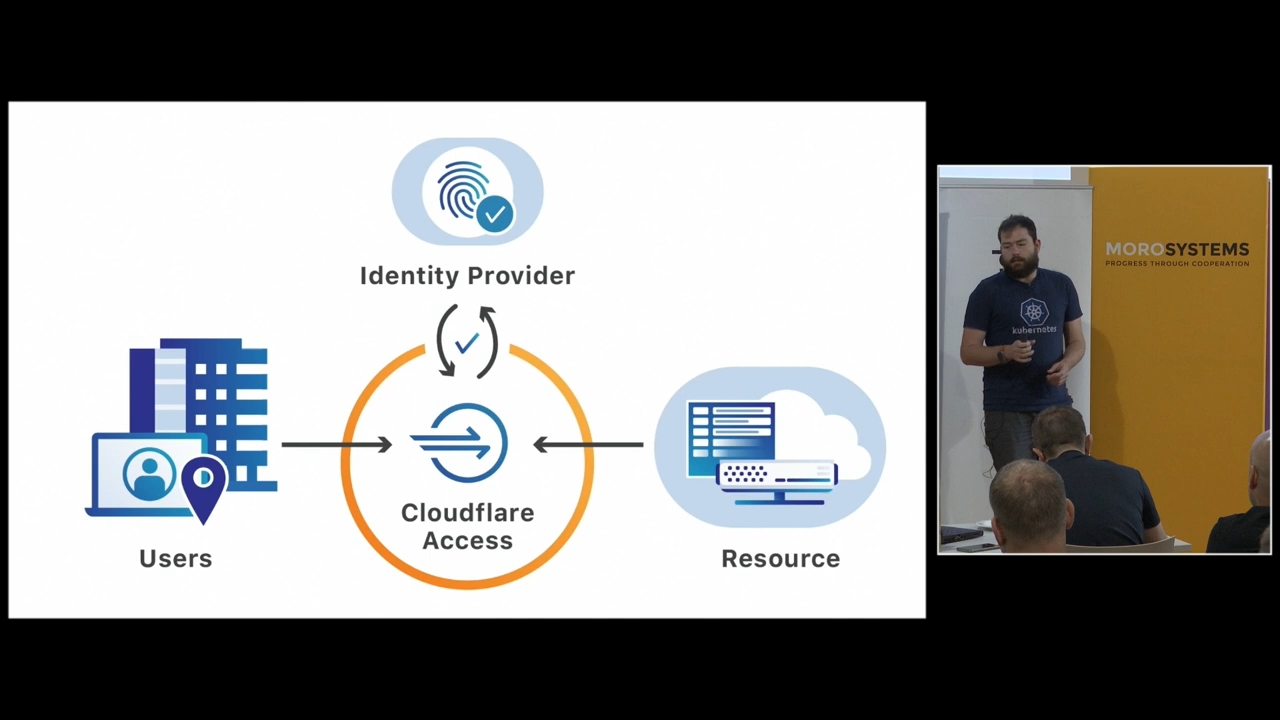 Identity Provider
Cloudflare
Access
Users
Resource
MOROSYSTEMS
PROGRESS THROUGH COOPERATION
kubernetes